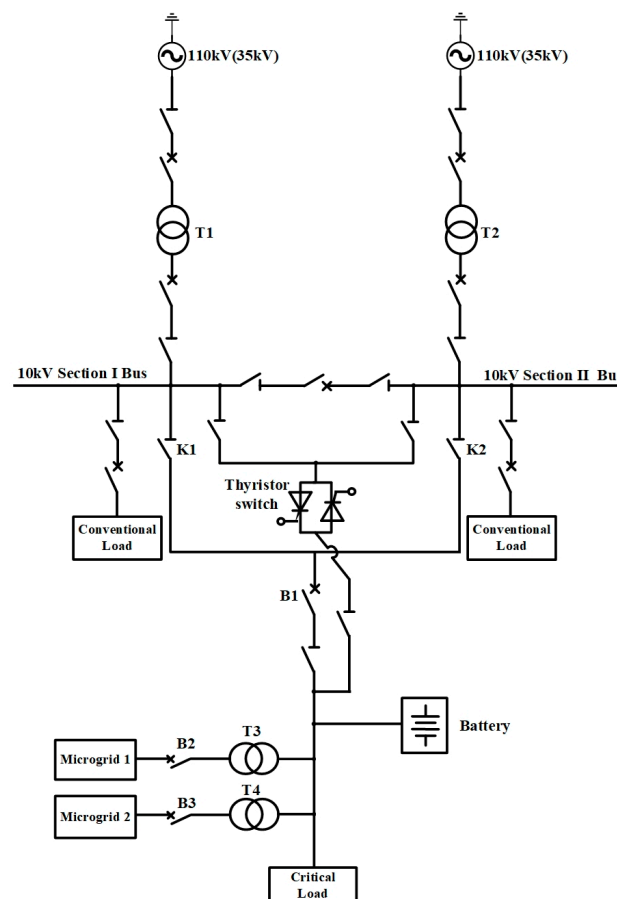 110kV(35kV)
110kV(35kV)
T1
T2
10kV Section I Bus
10kV Section II Bu
K1
K2
Thyristor
switch
Conventional
Load
Conventional
Load
B1
Battery
T3
B2
Microgrid 1
T4
B3
Microgrid 2
Critical
Load